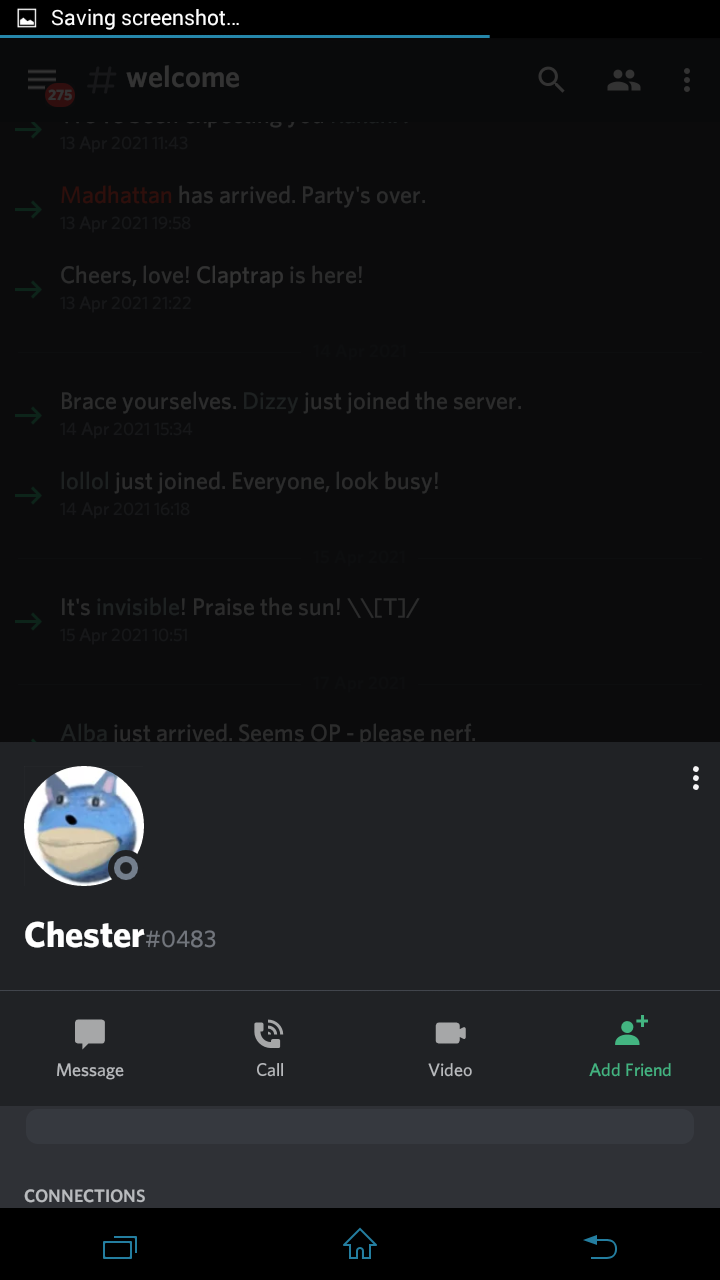 Saving screenshot...
275
# welcome
expecting you
13 Apr 2021 11:43
Madhattan has arrived. Party's over.
13 Apr 2021 19:58
Cheers, love! Claptrap is here!
13 Apr 2021 21:22
14 Apr 2021
Brace yourselves. Dizzy just joined the server.
14 Apr 2021 15:34
lollol just joined. Everyone, look busy!
14 Apr 2021 16:18
15 Apr 2021
It's invisible! Praise the sun! \\[T]/
15 Apr 2021 10:51
17 Apr 2021
Alba just arrived. Seems OP - please nerf.
Chester#0483
Message Call Video Add Friend
CONNECTIONS